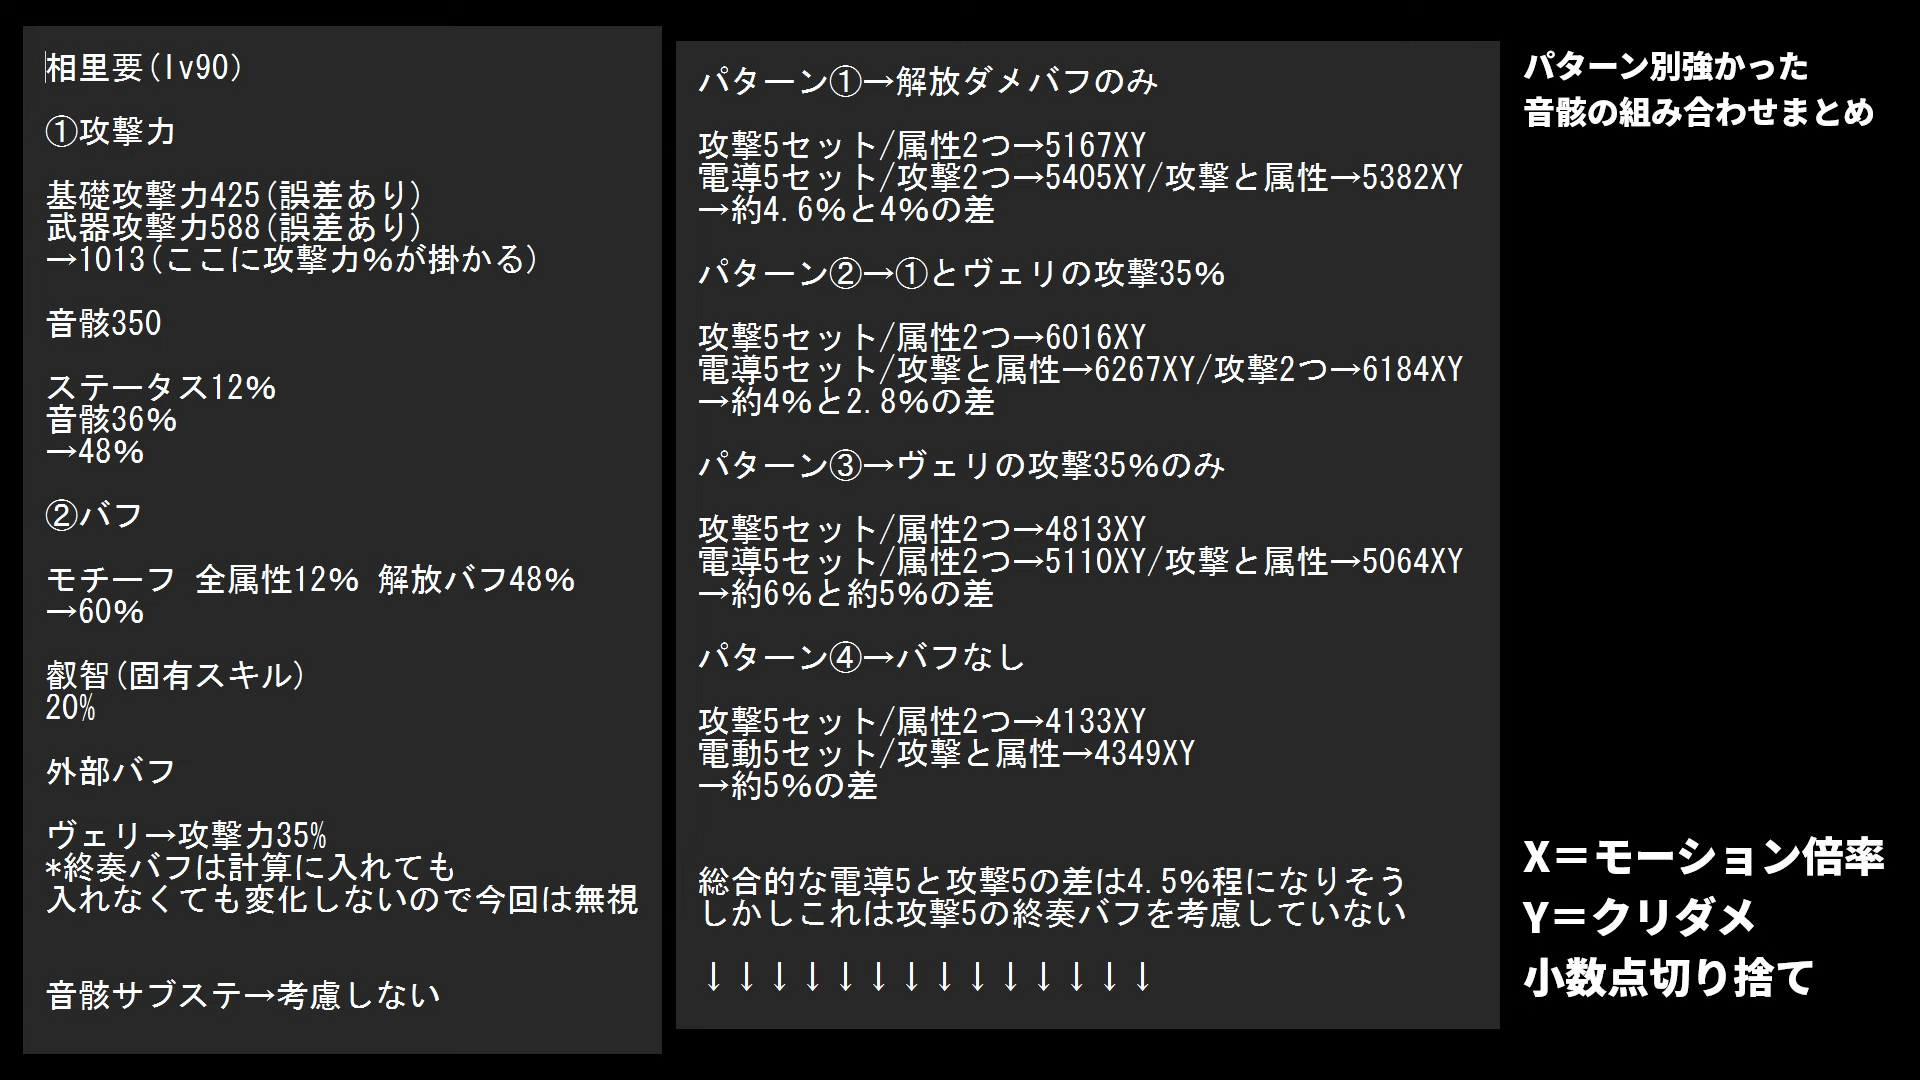 相里要(lv90)
①攻撃力
基礎攻撃力425(誤差あり)
武器攻撃力588(誤差あり)
→1013(ここに攻撃力%が掛かる)
音骸350
ステータス12%
音骸36%
→48%
②バフ
モチーフ 全属性12% 解放バフ48%
→60%
叡智(固有スキル)
20%
外部バフ
ヴェリ→攻撃力35%
*終奏バフは計算に入れても
入れなくても変化しないので今回は無視
音骸サブステ→考慮しない
パターン①→解放ダメバフのみ
攻撃5セット/属性2つ→5167XY
電導5セット/攻撃2つ→5405XY/攻撃と属性→5382XY
→約4.6%と4%の差
パターン②→①とヴェリの攻撃35%
攻撃5セット/属性2つ→6016XY
電導5セット/攻撃と属性→6267XY/攻撃2つ→6184XY
→約4%と2.8%の差
パターン③→ヴェリの攻撃35%のみ
攻撃5セット/属性2つ→4813XY
電導5セット/属性2つ→5110XY/攻撃と属性→5064XY
→約6%と約5%の差
パターン④→バフなし
攻撃5セット/属性2つ→4133XY
電動5セット/攻撃と属性→4349XY
→約5%の差
総合的な電導5と攻撃5の差は4.5%程になりそう
しかしこれは攻撃5の終奏バフを考慮していない
↓↓↓↓↓↓↓↓↓↓↓↓↓↓
パターン別強かった
音骸の組み合わせまとめ
X=モーション倍率
Y=クリダメ
小数点切り捨て